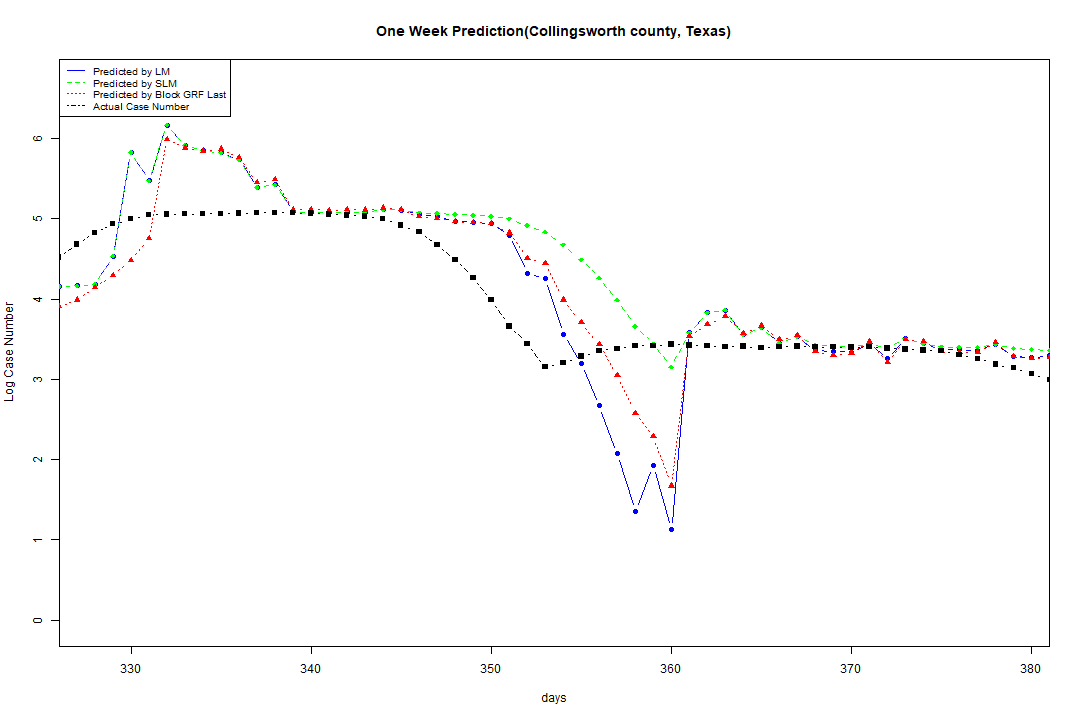 One Week Prediction(Collingsworth county, Texas)
Predicted by LM
Predicted by SLM
Predicted by Block GRF Last
Actual Case Number
6
5
4
3
2
1
0
Log Case Number
330 340 350 360 370 380
days